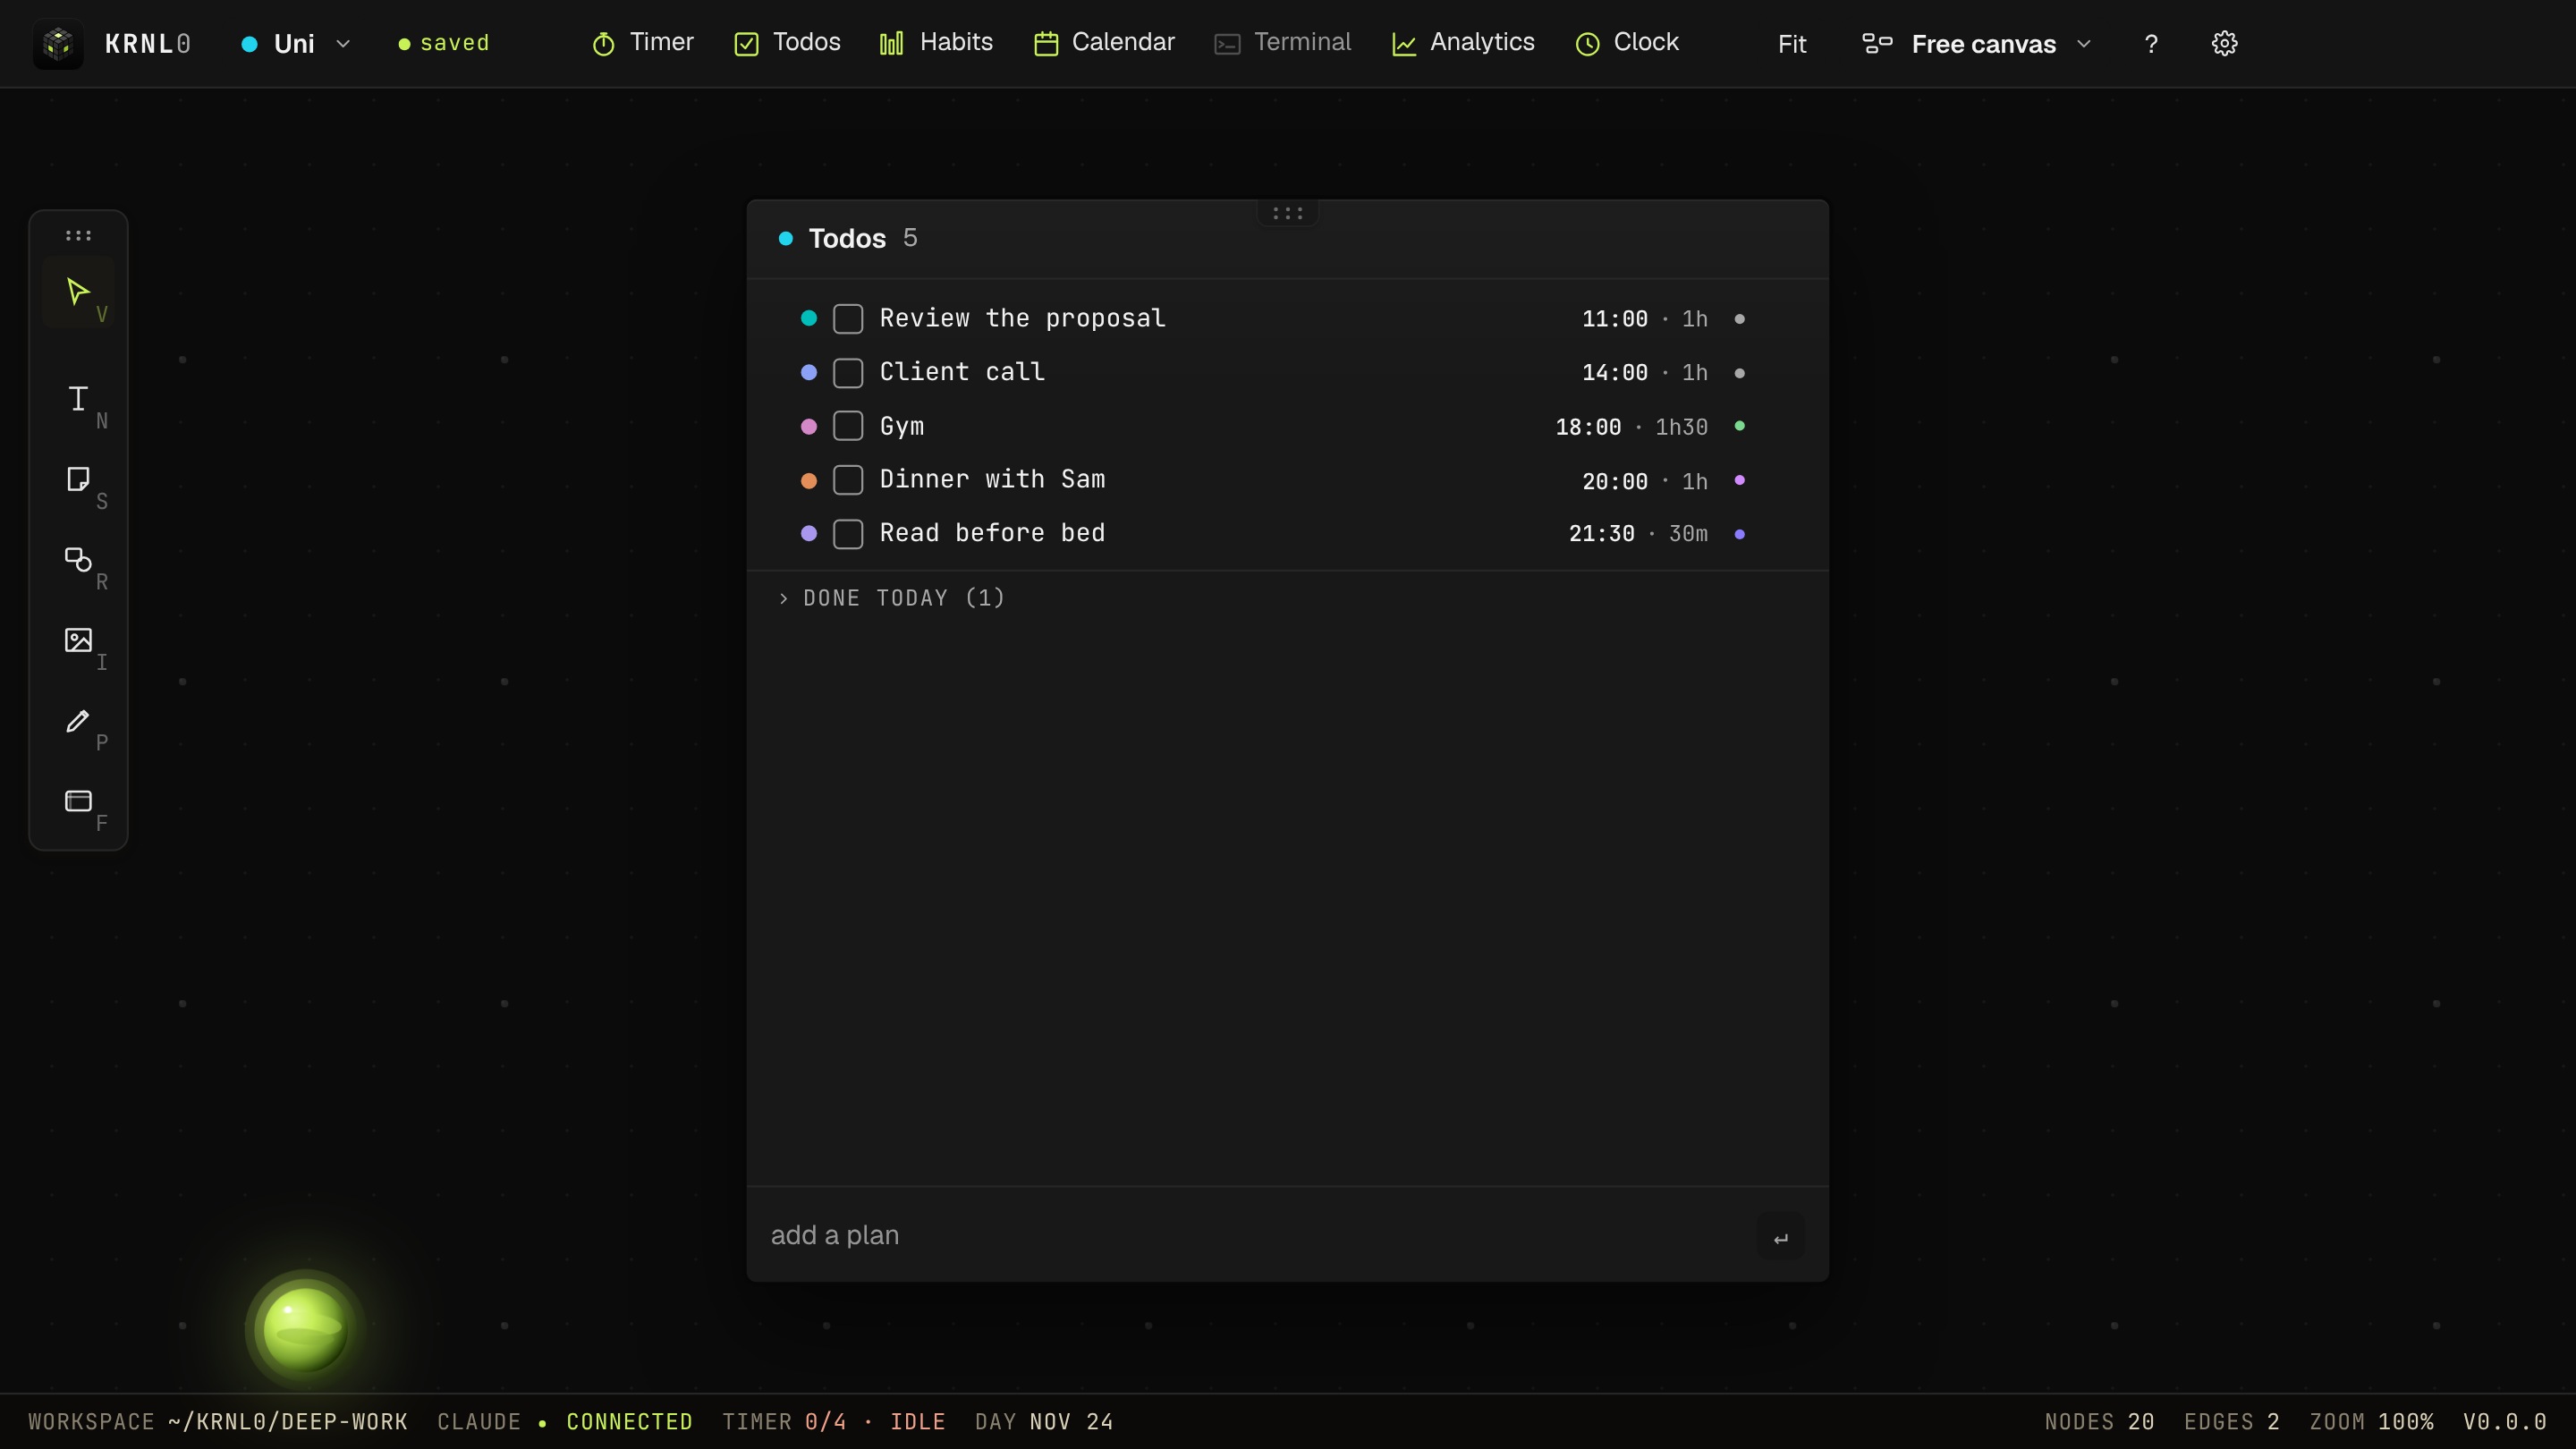 KRNL0 Uni saved Timer Todos Habits Calendar Terminal Analytics Clock Fit Free canvas ?
V
N
S
R
I
P
F
Todos 5
Review the proposal 11:00 · 1h
Client call 14:00 · 1h
Gym 18:00 · 1h30
Dinner with Sam 20:00 · 1h
Read before bed 21:30 · 30m
DONE TODAY (1)
add a plan ↵
WORKSPACE ~/KRNL0/DEEP-WORK CLAUDE • CONNECTED TIMER 0/4 · IDLE DAY NOV 24 NODES 20 EDGES 2 ZOOM 100% V0.0.0